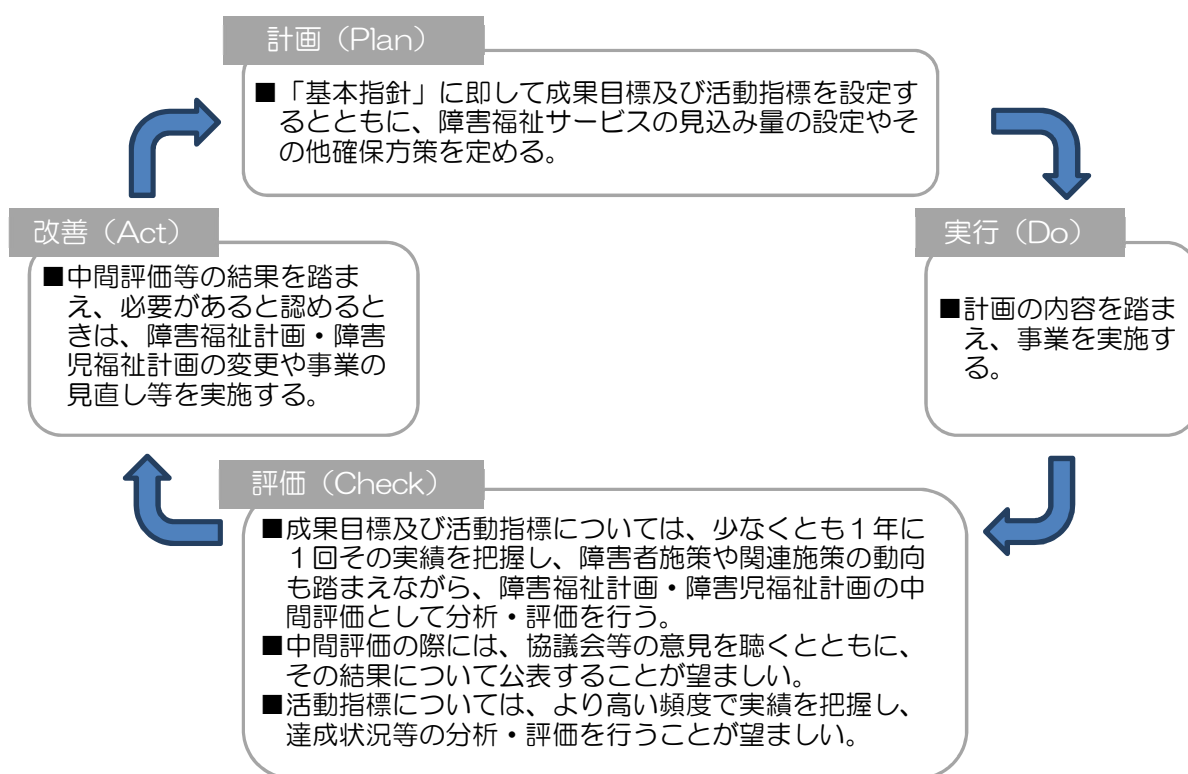 計画（Plan）
■「基本指針」に即して成果目標及び活動指標を設定す
るとともに、障害福祉サービスの見込み量の設定やそ
の他確保方策を定める。
実行（Do）
■計画の内容を踏ま
え、事業を実施す
る。
評価（Check）
■成果目標及び活動指標については、少なくとも１年に
１回その実績を把握し、障害者施策や関連施策の動向
も踏まえながら、障害福祉計画・障害児福祉計画の中
間評価として分析・評価を行う。
■中間評価の際には、協議会等の意見を聴くとともに、
その結果について公表することが望ましい。
■活動指標については、より高い頻度で実績を把握し、
達成状況等の分析・評価を行うことが望ましい。
改善（Act）
■中間評価等の結果を踏ま
え、必要があると認めると
きは、障害福祉計画・障害
児福祉計画の変更や事業の
見直し等を実施する。